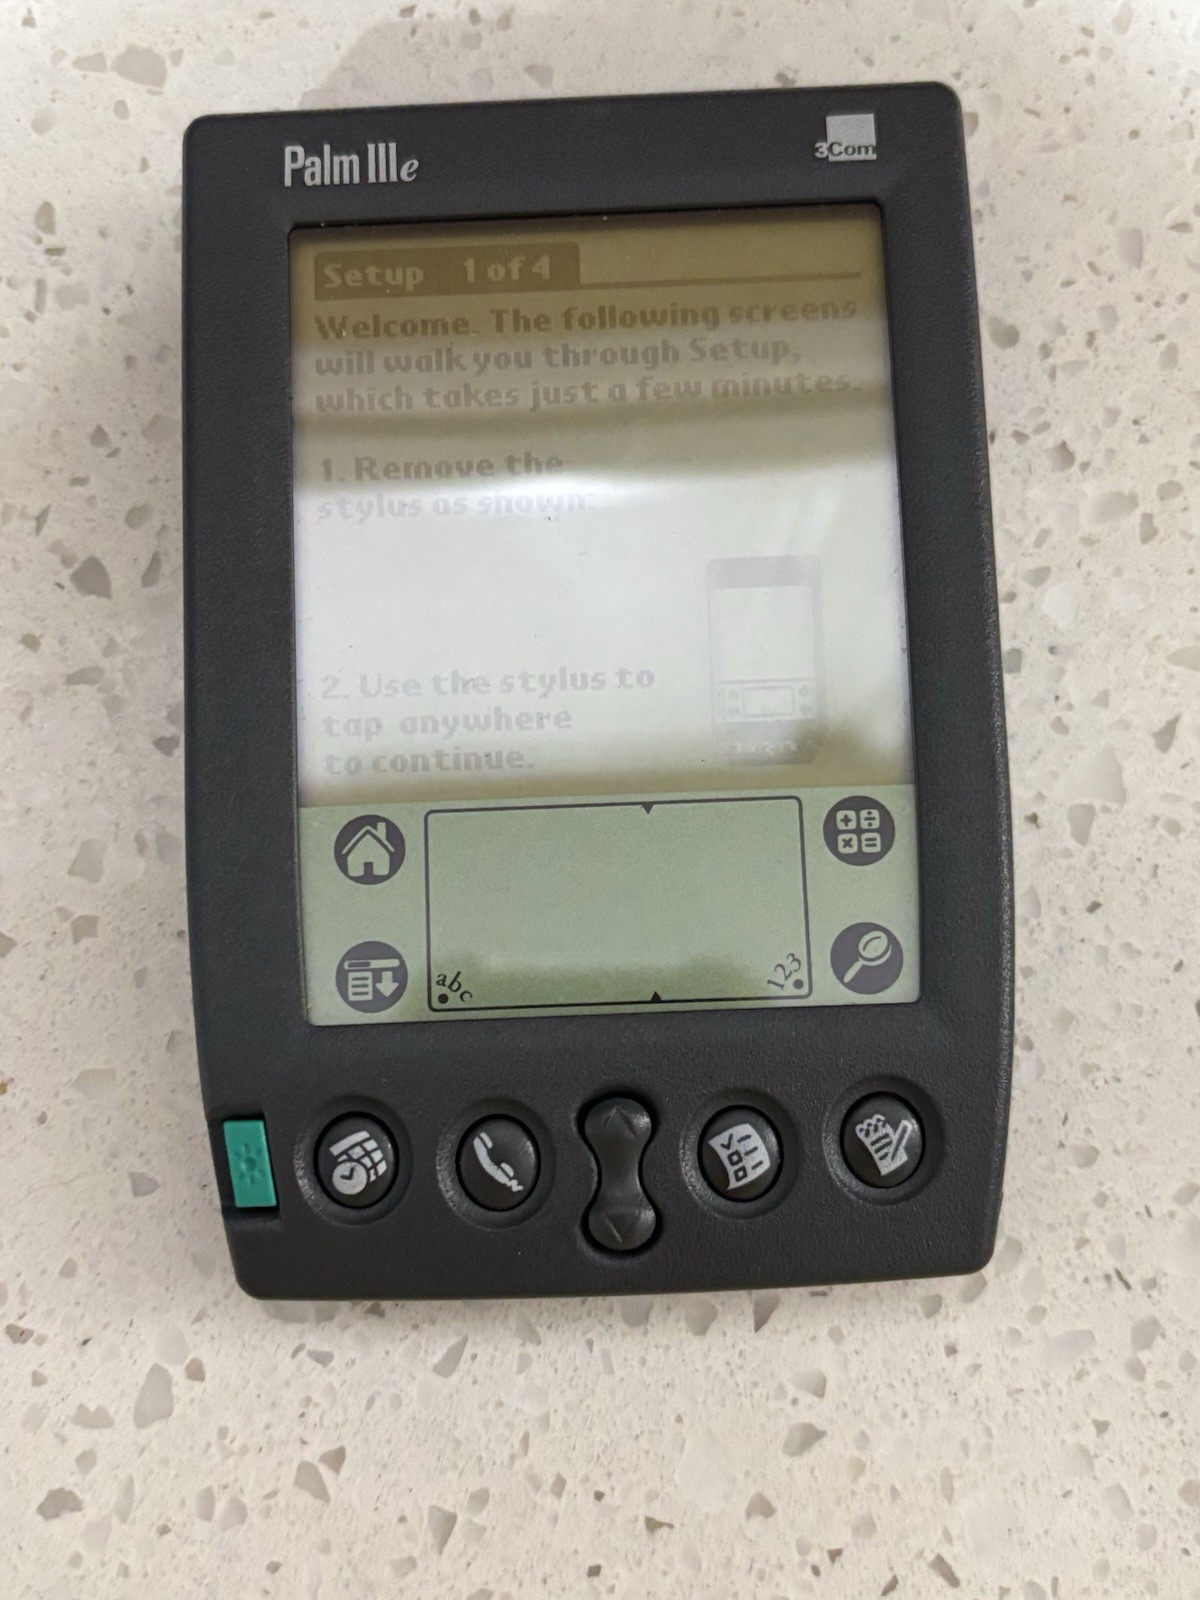 Palm IIIe
3Com
Setup 1 of 4
Welcome. The following screens
will walk you through Setup,
which takes just a few minutes.
1. Remove the
stylus as shown:
2. Use the stylus to
tap anywhere
to continue.
abc
123